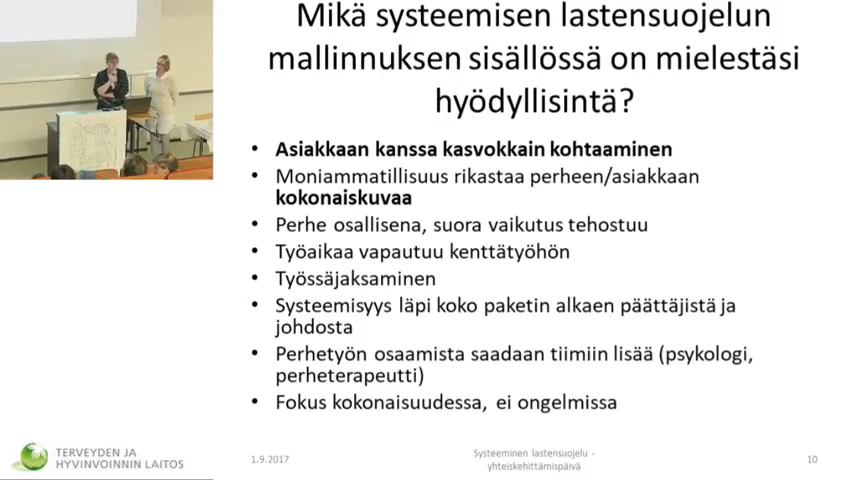 Mikä systeemisen lastensuojelun
mallinnuksen sisällössä on mielestäsi
hyödyllisintä?
• Asiakkaan kanssa kasvokkain kohtaaminen
• Moniammatillisuus rikastaa perheen/asiakkaan
kokonaiskuvaa
• Perhe osallisena, suora vaikutus tehostuu
• Työaikaa vapautuu kenttätyöhön
• Työssäjaksaminen
• Systeemisyys läpi koko paketin alkaen päättäjistä ja
johdosta
• Perhetyön osaamista saadaan tiimiin lisää (psykologi,
perheterapeutti)
• Fokus kokonaisuudessa, ei ongelmissa
TERVEYDEN JA
HYVINVOINNIN LAITOS
1.9.2017
Systeeminen lastensuojelu -
yhteiskehittämispäivä
10